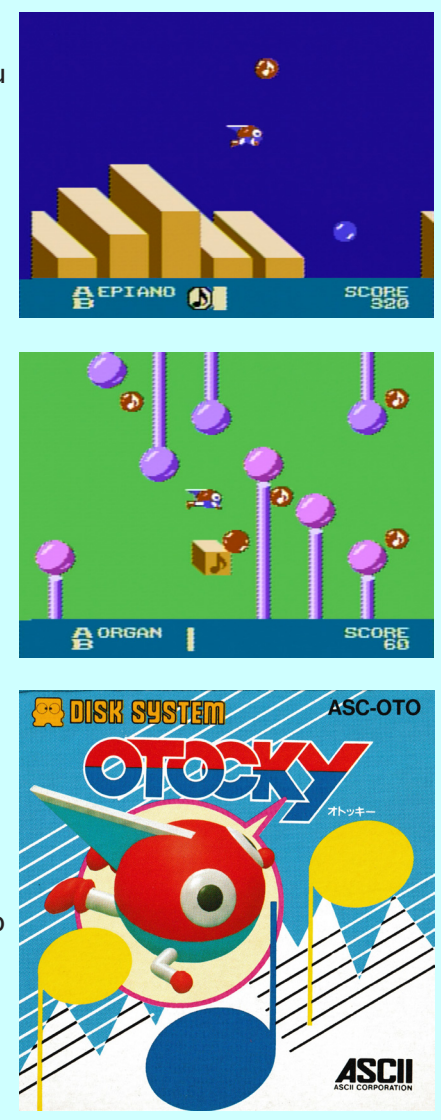 u
A EPIANO SCORE
B 320
A ORGAN SCORE
B 60
DISK SYSTEM ASC-OTO
OTOCKY
オトッキー
o
ASCII
ASCII CORPORATION